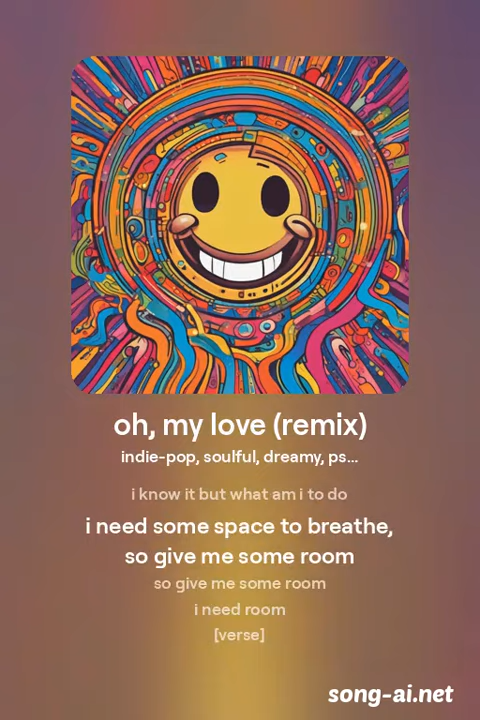 oh, my love (remix)
indie-pop, soulful, dreamy, ps...
i know it but what am i to do
i need some space to breathe,
so give me some room
so give me some room
i need room
[verse]
song-ai.net